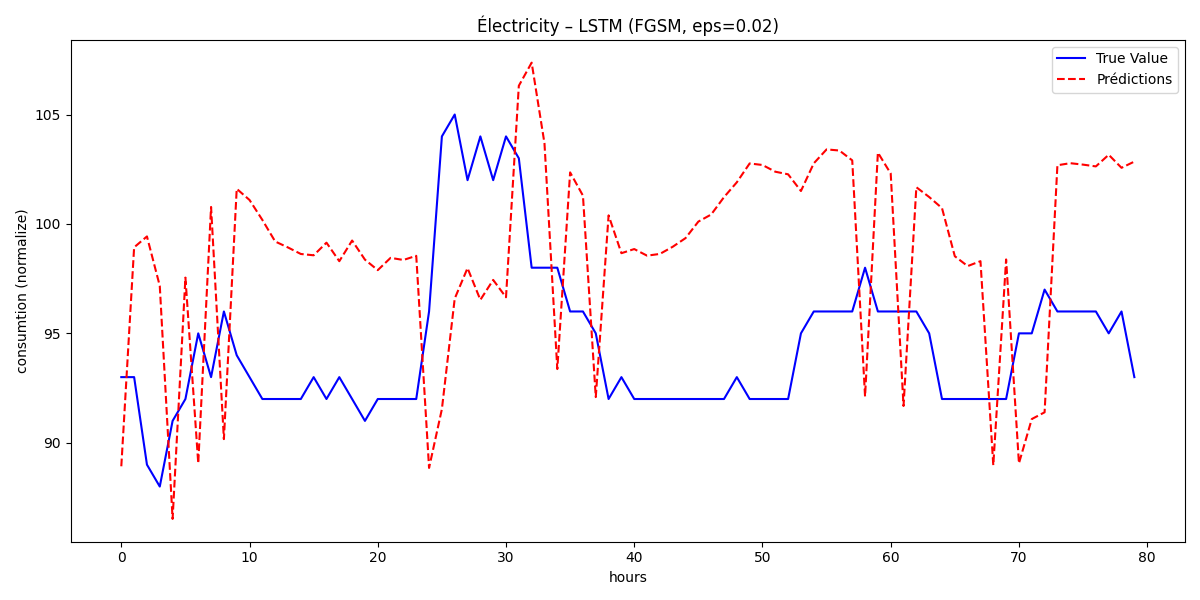 Électricity – LSTM (FGSM, eps=0.02)
True Value
Prédictions
consumtion (normalize)
105
100
95
90
0 10 20 30 40 50 60 70 80
hours